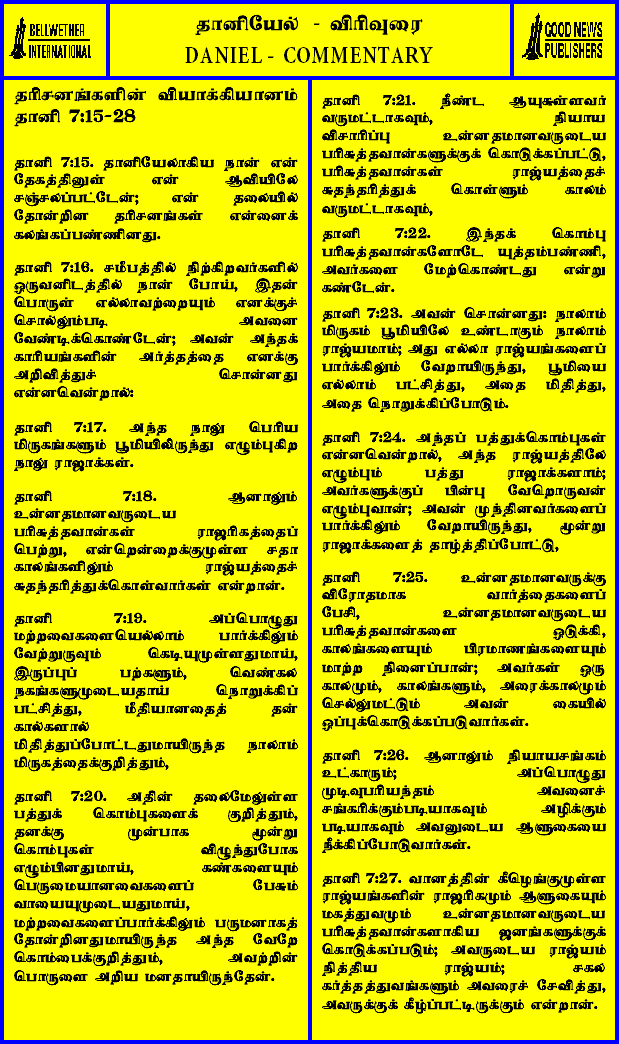 BELLWETHER
INTERNATIONAL
தானியேல் - விரிவுரை
DANIEL - COMMENTARY
GOOD NEWS
PUBLISHERS
தரிசனங்களின் வியாக்கியானம்
தானி 7:15-28
தானி 7:15. தானியேலாகிய நான் என்
தேகத்தினுள் என் ஆவியிலே
சஞ்சலப்பட்டேன்; என் தலையில்
தோன்றின தரிசனங்கள் என்னைக்
கலங்கப்பண்ணினது.
தானி 7:16. சமீபத்தில் நிற்கிறவர்களில்
ஒருவனிடத்தில் நான் போய், இதன்
பொருள் எல்லாவற்றையும் எனக்குச்
சொல்லும்படி அவனை
வேண்டிக்கொண்டேன்; அவன் அந்தக்
காரியங்களின் அர்த்தத்தை எனக்கு
அறிவித்துச் சொன்னது
என்னவென்றால்:
தானி 7:17. அந்த நாலு பெரிய
மிருகங்களும் பூமியிலிருந்து எழும்புகிற
நாலு ராஜாக்கள்.
தானி 7:18. ஆனாலும்
உன்னதமானவருடைய
பரிசுத்தவான்கள் ராஜரிகத்தைப்
பெற்று, என்றென்றைக்குமுள்ள சதா
காலங்களிலும் ராஜ்யத்தைச்
சுதந்தரித்துக்கொள்வார்கள் என்றான்.
தானி 7:19. அப்பொழுது
மற்றவைகளையெல்லாம் பார்க்கிலும்
வேற்றுருவும் கெடியுமுள்ளதுமாய்,
இருப்புப் பற்களும், வெண்கல
நகங்களுமுடையதாய் நொறுக்கிப்
பட்சித்து, மீதியானதைத் தன்
கால்களால்
மிதித்துப்போட்டதுமாயிருந்த நாலாம்
மிருகத்தைக்குறித்தும்,
தானி 7:20. அதின் தலைமேலுள்ள
பத்துக் கொம்புகளைக் குறித்தும்,
தனக்கு முன்பாக மூன்று
கொம்புகள் விழுந்துபோக
எழும்பினதுமாய், கண்களையும்
பெருமையானவைகளைப் பேசும்
வாயையுமுடையதுமாய்,
மற்றவைகளைப்பார்க்கிலும் பருமனாகத்
தோன்றினதுமாயிருந்த அந்த வேறே
கொம்பைக்குறித்தும், அவற்றின்
பொருளை அறிய மனதாயிருந்தேன்.
தானி 7:21. நீண்ட ஆயுசுள்ளவர்
வருமட்டாகவும், நியாய
விசாரிப்பு உன்னதமானவருடைய
பரிசுத்தவான்களுக்குக் கொடுக்கப்பட்டு,
பரிசுத்தவான்கள் ராஜ்யத்தைச்
சுதந்தரித்துக் கொள்ளும் காலம்
வருமட்டாகவும்,
தானி 7:22. இந்தக் கொம்பு
பரிசுத்தவான்களோடே யுத்தம்பண்ணி,
அவர்களை மேற்கொண்டது என்று
கண்டேன்.
தானி 7:23. அவன் சொன்னது: நாலாம்
மிருகம் பூமியிலே உண்டாகும் நாலாம்
ராஜ்யமாம்; அது எல்லா ராஜ்யங்களைப்
பார்க்கிலும் வேறாயிருந்து, பூமியை
எல்லாம் பட்சித்து, அதை மிதித்து,
அதை நொறுக்கிப்போடும்.
தானி 7:24. அந்தப் பத்துக்கொம்புகள்
என்னவென்றால், அந்த ராஜ்யத்திலே
எழும்பும் பத்து ராஜாக்களாம்;
அவர்களுக்குப் பின்பு வேறொருவன்
எழும்புவான்; அவன் முந்தினவர்களைப்
பார்க்கிலும் வேறாயிருந்து, மூன்று
ராஜாக்களைத் தாழ்த்திப்போட்டு,
தானி 7:25. உன்னதமானவருக்கு
விரோதமாக வார்த்தைகளைப்
பேசி, உன்னதமானவருடைய
பரிசுத்தவான்களை ஒடுக்கி,
காலங்களையும் பிரமாணங்களையும்
மாற்ற நினைப்பான்; அவர்கள் ஒரு
காலமும், காலங்களும், அரைக்காலமும்
செல்லுமட்டும் அவன் கையில்
ஒப்புக்கொடுக்கப்படுவார்கள்.
தானி 7:26. ஆனாலும் நியாயசங்கம்
உட்காரும்; அப்பொழுது
முடிவுபரியந்தம் அவனைச்
சங்கரிக்கும்படியாகவும் அழிக்கும்
படியாகவும் அவனுடைய ஆளுகையை
நீக்கிப்போடுவார்கள்.
தானி 7:27. வானத்தின் கீழெங்குமுள்ள
ராஜ்யங்களின் ராஜரிகமும் ஆளுகையும்
மகத்துவமும் உன்னதமானவருடைய
பரிசுத்தவான்களாகிய ஜனங்களுக்குக்
கொடுக்கப்படும்; அவருடைய ராஜ்யம்
நித்திய ராஜ்யம்; சகல
கர்த்தத்துவங்களும் அவரைச் சேவித்து,
அவருக்குக் கீழ்ப்பட்டிருக்கும் என்றான்.